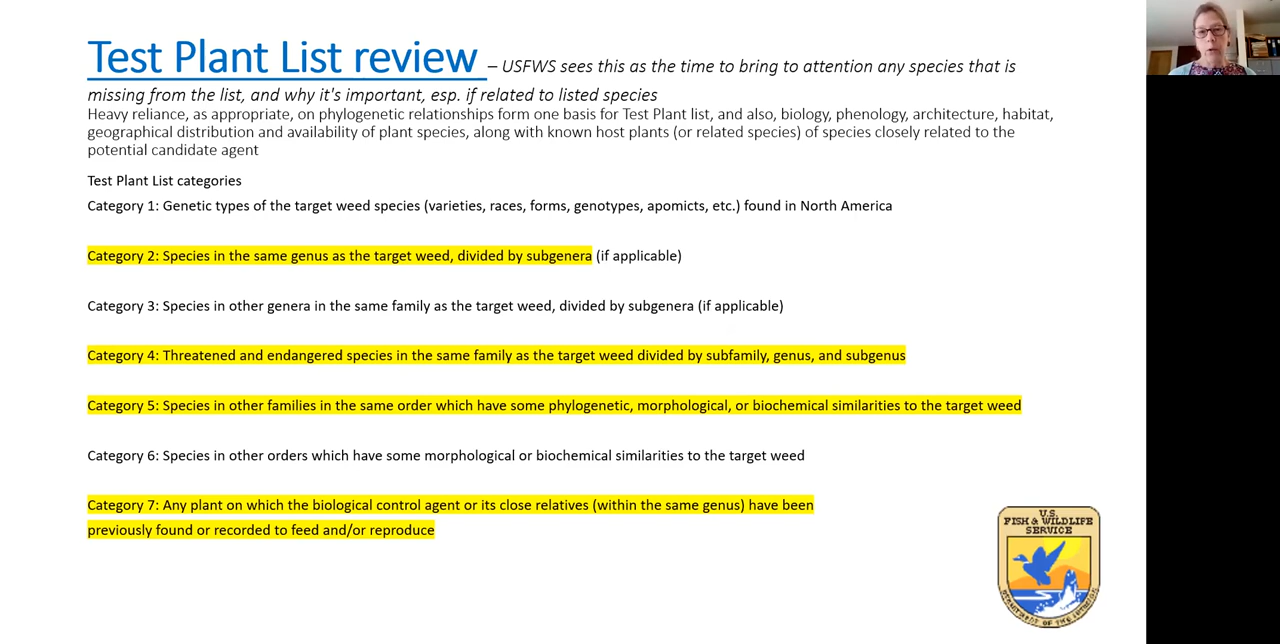 Test Plant List review – USFWS sees this as the time to bring to attention any species that is
missing from the list, and why it's important, esp. if related to listed species
Heavy reliance, as appropriate, on phylogenetic relationships form one basis for Test Plant list, and also, biology, phenology, architecture, habitat,
geographical distribution and availability of plant species, along with known host plants (or related species) of species closely related to the
potential candidate agent
Test Plant List categories
Category 1: Genetic types of the target weed species (varieties, races, forms, genotypes, apomicts, etc.) found in North America
Category 2: Species in the same genus as the target weed, divided by subgenera (if applicable)
Category 3: Species in other genera in the same family as the target weed, divided by subgenera (if applicable)
Category 4: Threatened and endangered species in the same family as the target weed divided by subfamily, genus, and subgenus
Category 5: Species in other families in the same order which have some phylogenetic, morphological, or biochemical similarities to the target weed
Category 6: Species in other orders which have some morphological or biochemical similarities to the target weed
Category 7: Any plant on which the biological control agent or its close relatives (within the same genus) have been
previously found or recorded to feed and/or reproduce
U.S.
FISH & WILDLIFE
SERVICE
DEPARTMENT OF THE INTERIOR